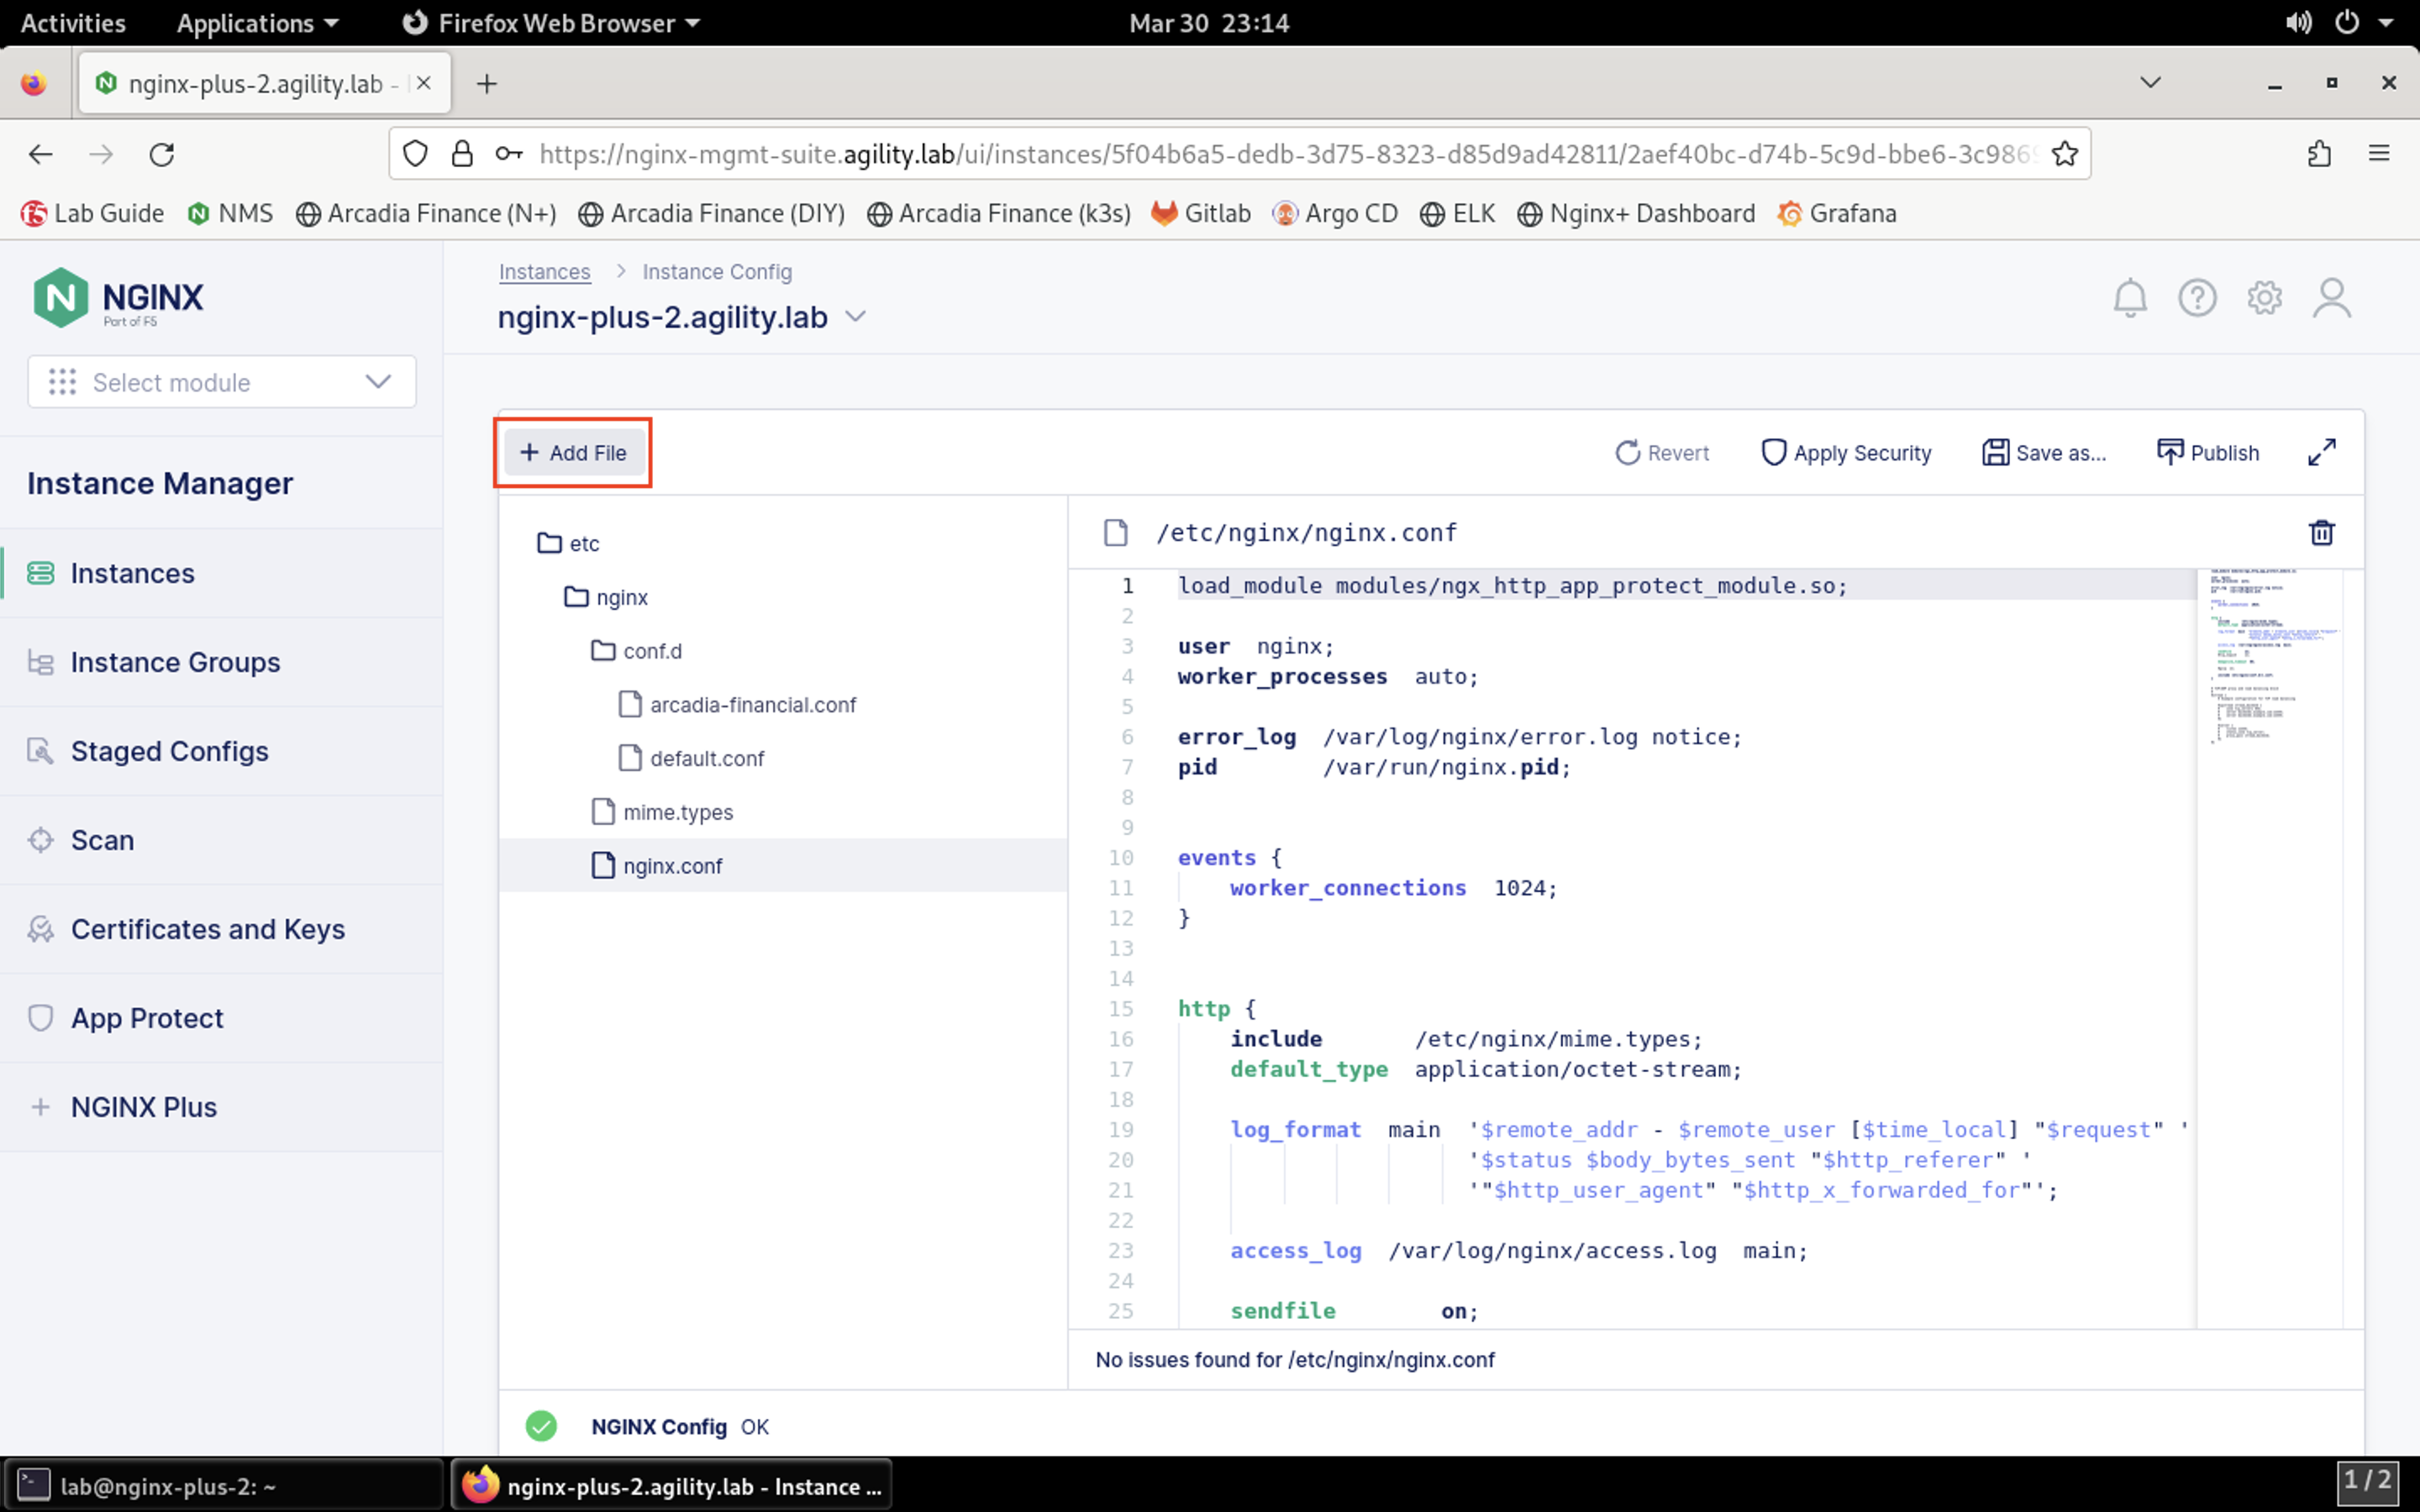 Activities Applications Firefox Web Browser Mar 30 23:14
nginx-plus-2.agility.lab -
https://nginx-mgmt-suite.agility.lab/ui/instances/5f04b6a5-dedb-3d75-8323-d85d9ad42811/2aef40bc-d74b-5c9d-bbe6-3c986
Lab Guide NMS Arcadia Finance (N+) Arcadia Finance (DIY) Arcadia Finance (k3s) Gitlab Argo CD ELK Nginx+ Dashboard Grafana
NGINX
Part of F5
Select module
Instance Manager
Instances
Instance Groups
Staged Configs
Scan
Certificates and Keys
App Protect
NGINX Plus
Instances > Instance Config
nginx-plus-2.agility.lab
+ Add File Revert Apply Security Save as... Publish
etc
nginx
conf.d
arcadia-financial.conf
default.conf
mime.types
nginx.conf
/etc/nginx/nginx.conf
1 load_module modules/ngx_http_app_protect_module.so;
2
3 user  nginx;
4 worker_processes  auto;
5
6 error_log  /var/log/nginx/error.log notice;
7 pid        /var/run/nginx.pid;
8
9
10 events {
11     worker_connections  1024;
12 }
13
14
15 http {
16     include       /etc/nginx/mime.types;
17     default_type  application/octet-stream;
18
19     log_format  main  '$remote_addr - $remote_user [$time_local] "$request" '
20                       '$status $body_bytes_sent "$http_referer" '
21                       '"$http_user_agent" "$http_x_forwarded_for"';
22
23     access_log  /var/log/nginx/access.log  main;
24
25     sendfile        on;
No issues found for /etc/nginx/nginx.conf
NGINX Config OK
lab@nginx-plus-2: ~ nginx-plus-2.agility.lab - Instance ... 1 / 2